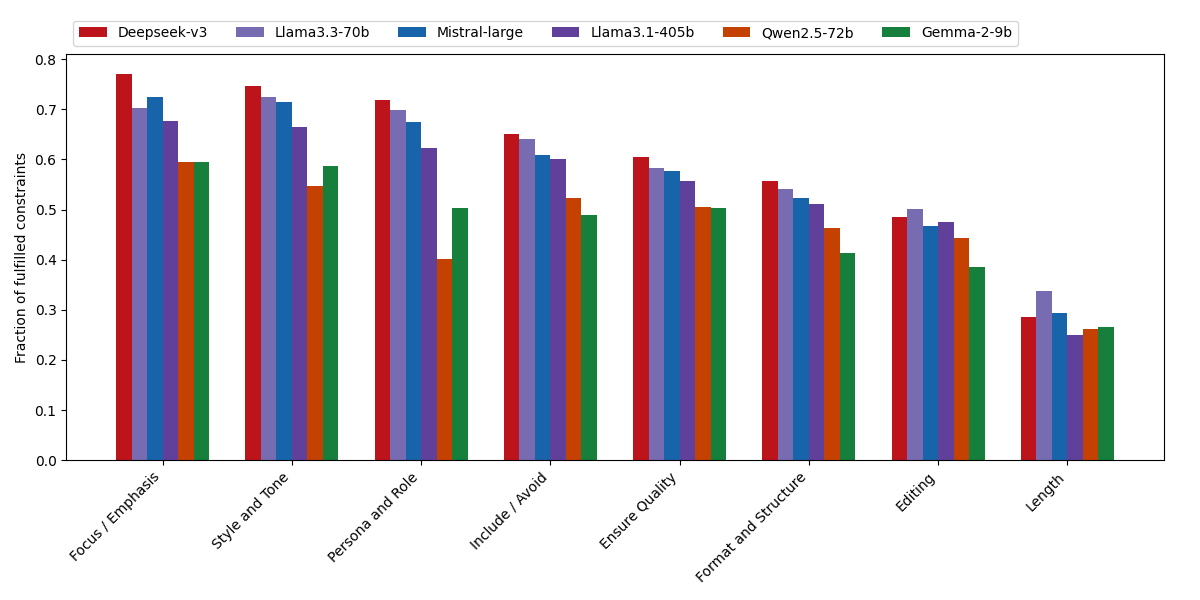 Deepseek-v3 Llama3.3-70b Mistral-large Llama3.1-405b Qwen2.5-72b Gemma-2-9b
Fraction of fulfilled constraints
0.8
0.7
0.6
0.5
0.4
0.3
0.2
0.1
0.0
Focus / Emphasis
Style and Tone
Persona and Role
Include / Avoid
Ensure Quality
Format and Structure
Editing
Length